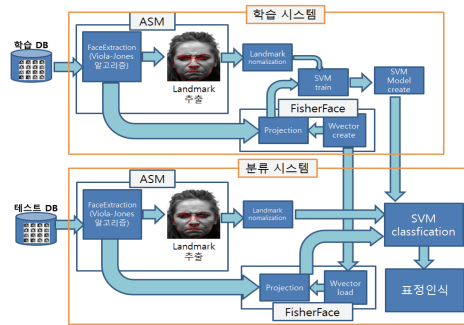 학습 시스템
ASM
학습 DB
FaceExtraction
(Viola-Jones
알고리즘)
Landmark
추출
Landmark
nomalization
SVM
train
SVM
Model
create
FisherFace
Projection
Wvector
create
분류 시스템
ASM
테스트 DB
FaceExtraction
(Viola-Jones
알고리즘)
Landmark
추출
Landmark
nomalization
SVM
classfication
Projection
Wvector
load
FisherFace
표정인식